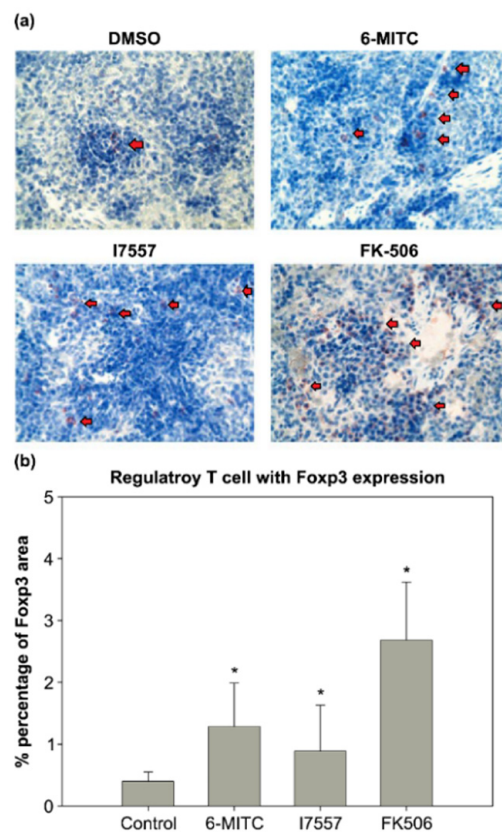 (a)
DMSO
6-MITC
I7557
FK-506
(b)
Regulatroy T cell with Foxp3 expression
% percentage of Foxp3 area
5
4
3
2
1
0
*
*
*
Control
6-MITC
I7557
FK506